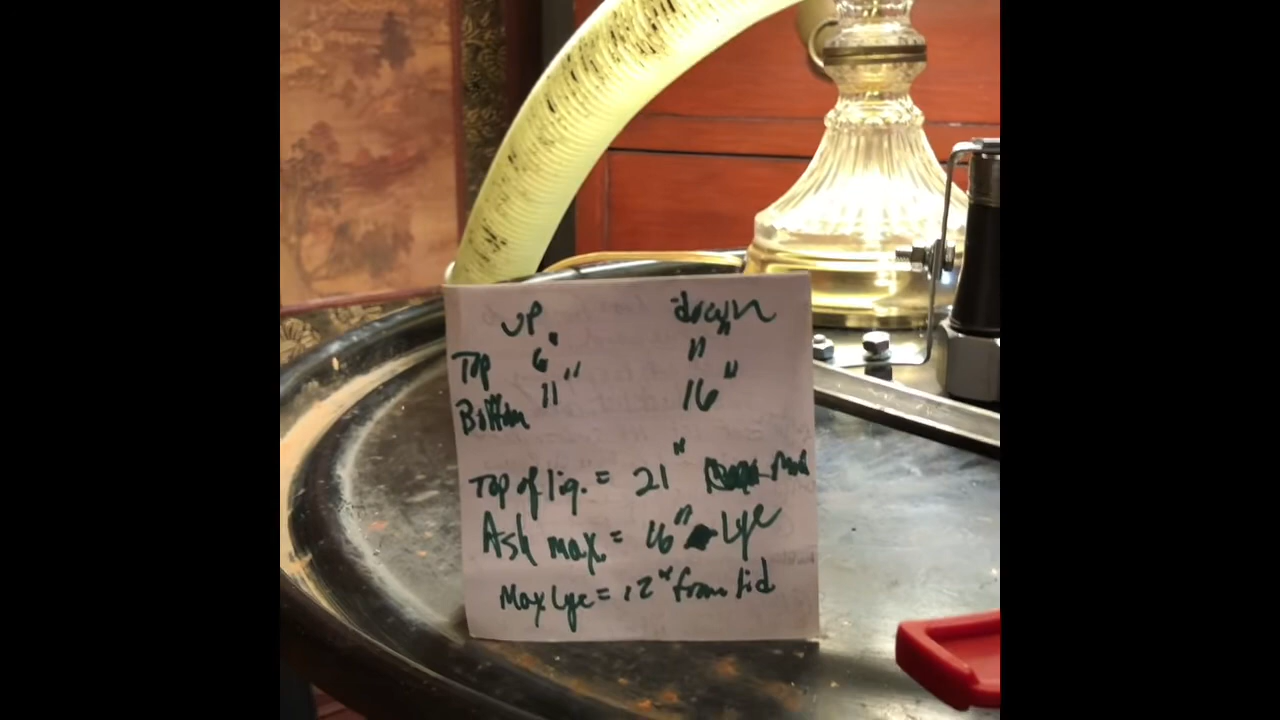 up down
Top 6" 11"
Bottom 11" 16"
Top of liq. = 21"
Ash max. = 16" Lye
Max Lye = 12" from lid